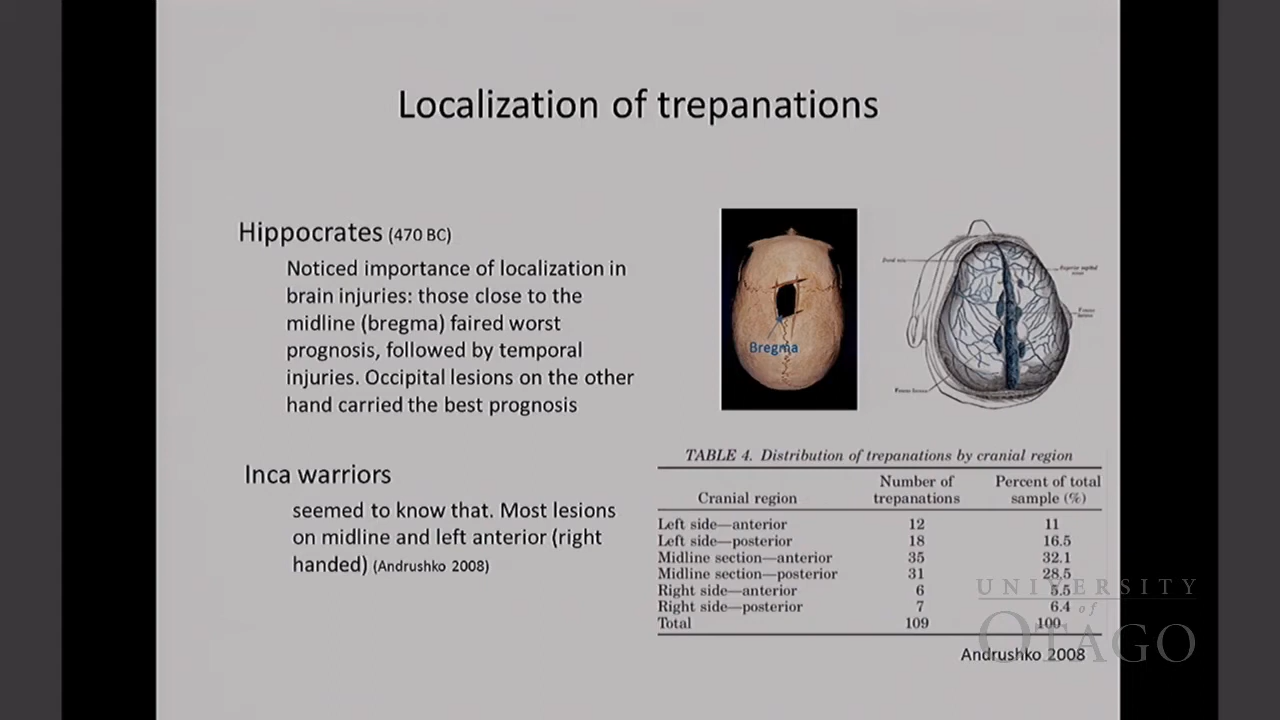 Localization of trepanations
Hippocrates (470 BC)
Noticed importance of localization in
brain injuries: those close to the
midline (bregma) faired worst
prognosis, followed by temporal
injuries. Occipital lesions on the other
hand carried the best prognosis
Inca warriors
seemed to know that. Most lesions
on midline and left anterior (right
handed) (Andrushko 2008)
Bregma
TABLE 4. Distribution of trepanations by cranial region
Cranial region Number of trepanations Percent of total sample (%)
Left side—anterior 12 11
Left side—posterior 18 16.5
Midline section—anterior 35 32.1
Midline section—posterior 31 28.5
Right side—anterior 6 5.5
Right side—posterior 7 6.4
Total 109 100
Andrushko 2008
UNIVERSITY
of
OTAGO